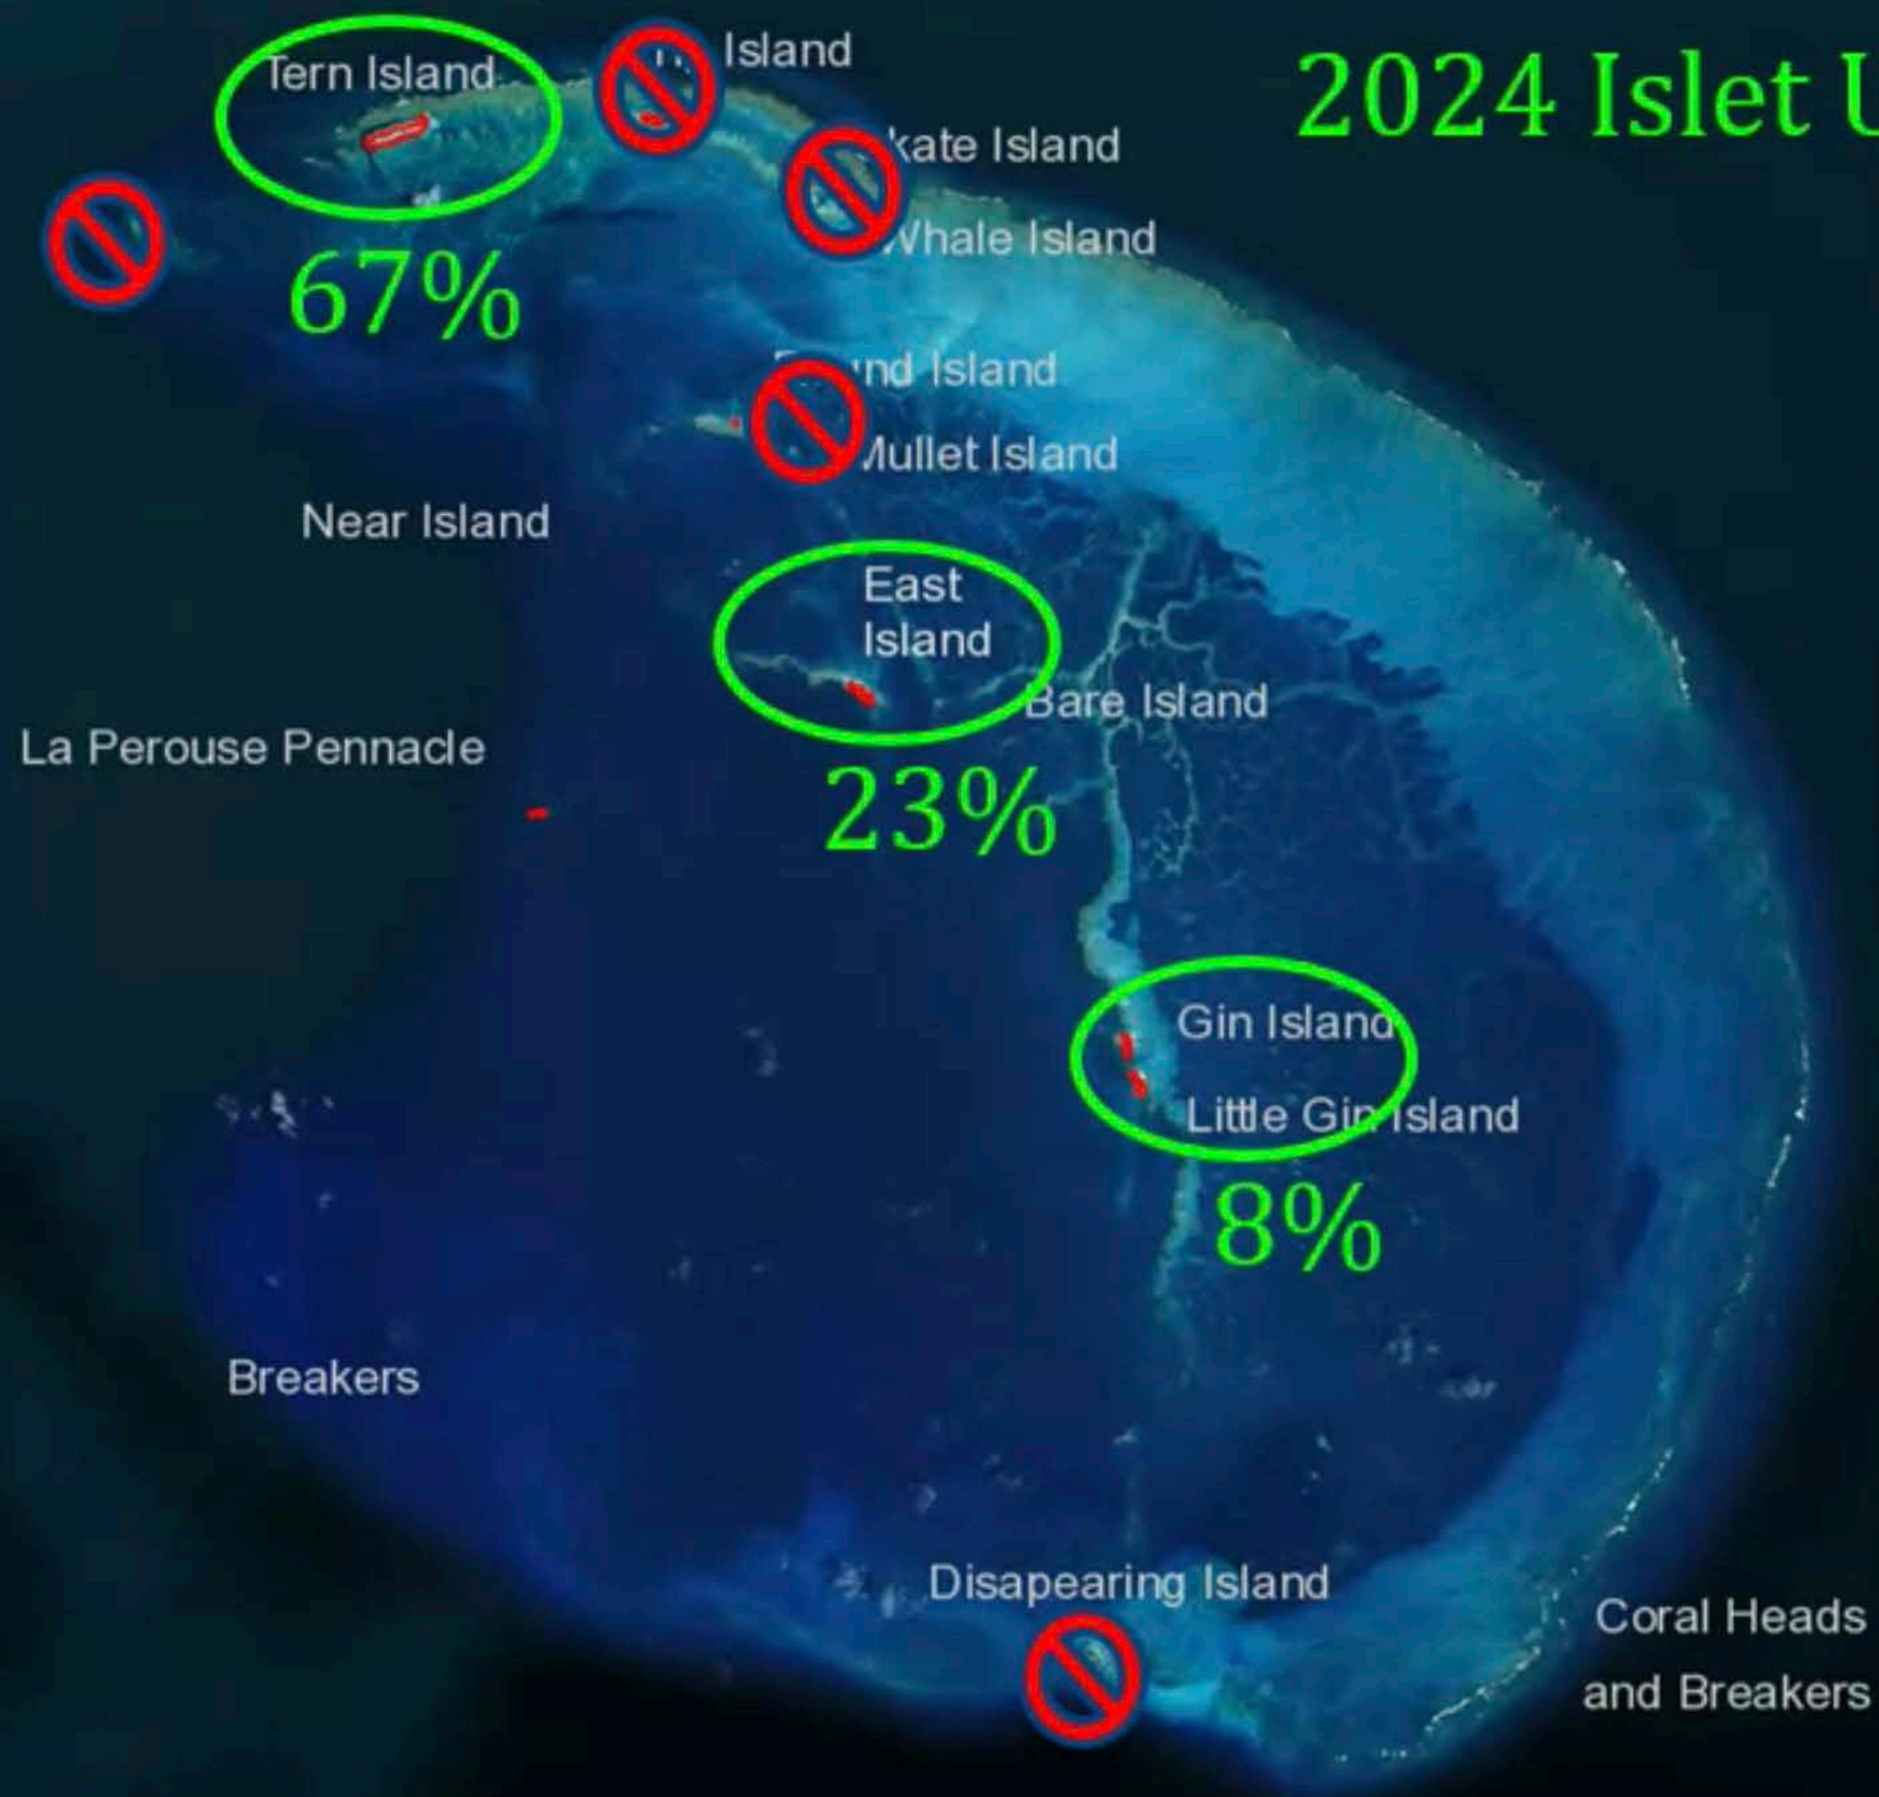 Tern Island
Island
2024 Islet U
kate Island
Whale Island
67%
nd Island
Mullet Island
Near Island
East
Island
Bare Island
La Perouse Pennacle
23%
Gin Island
Little Gin Island
8%
Breakers
Disapearing Island
Coral Heads
and Breakers